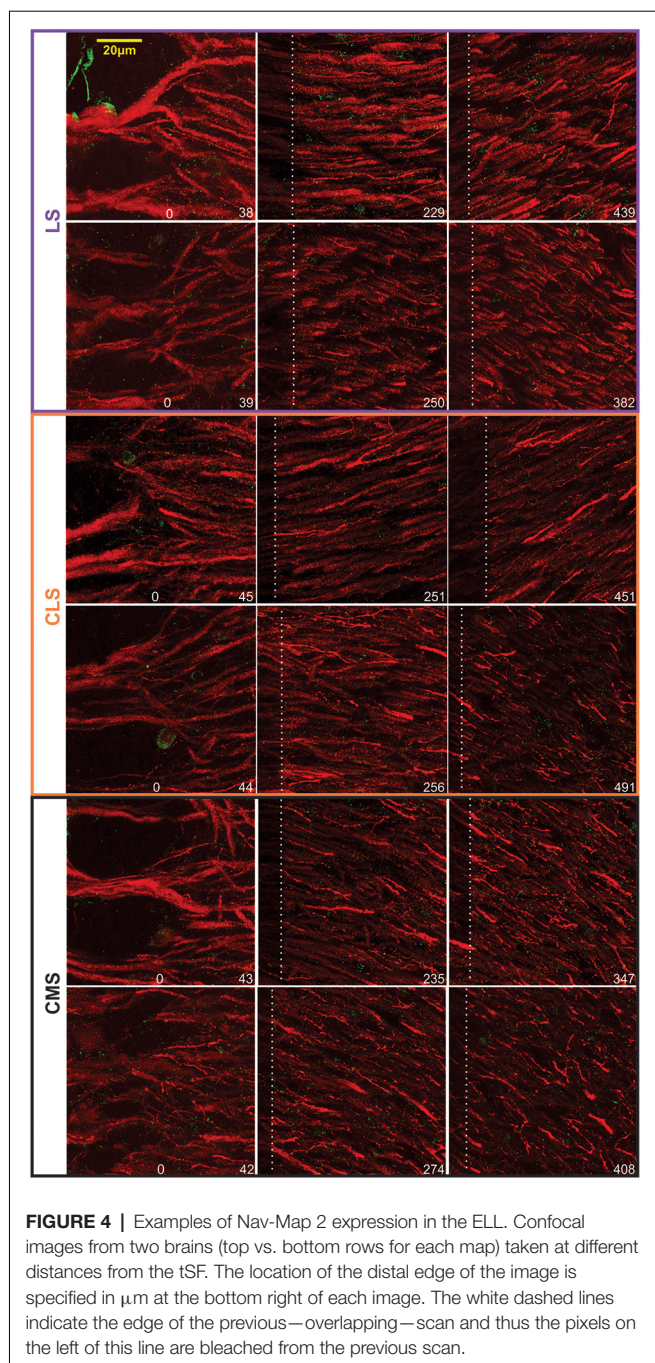 20μm
LS
0 38 229 439
0 39 250 382
CLS
0 45 251 451
0 44 256 491
CMS
0 43 235 347
0 42 274 408
FIGURE 4 | Examples of Nav-Map 2 expression in the ELL. Confocal
images from two brains (top vs. bottom rows for each map) taken at different
distances from the tSF. The location of the distal edge of the image is
specified in μm at the bottom right of each image. The white dashed lines
indicate the edge of the previous—overlapping—scan and thus the pixels on
the left of this line are bleached from the previous scan.